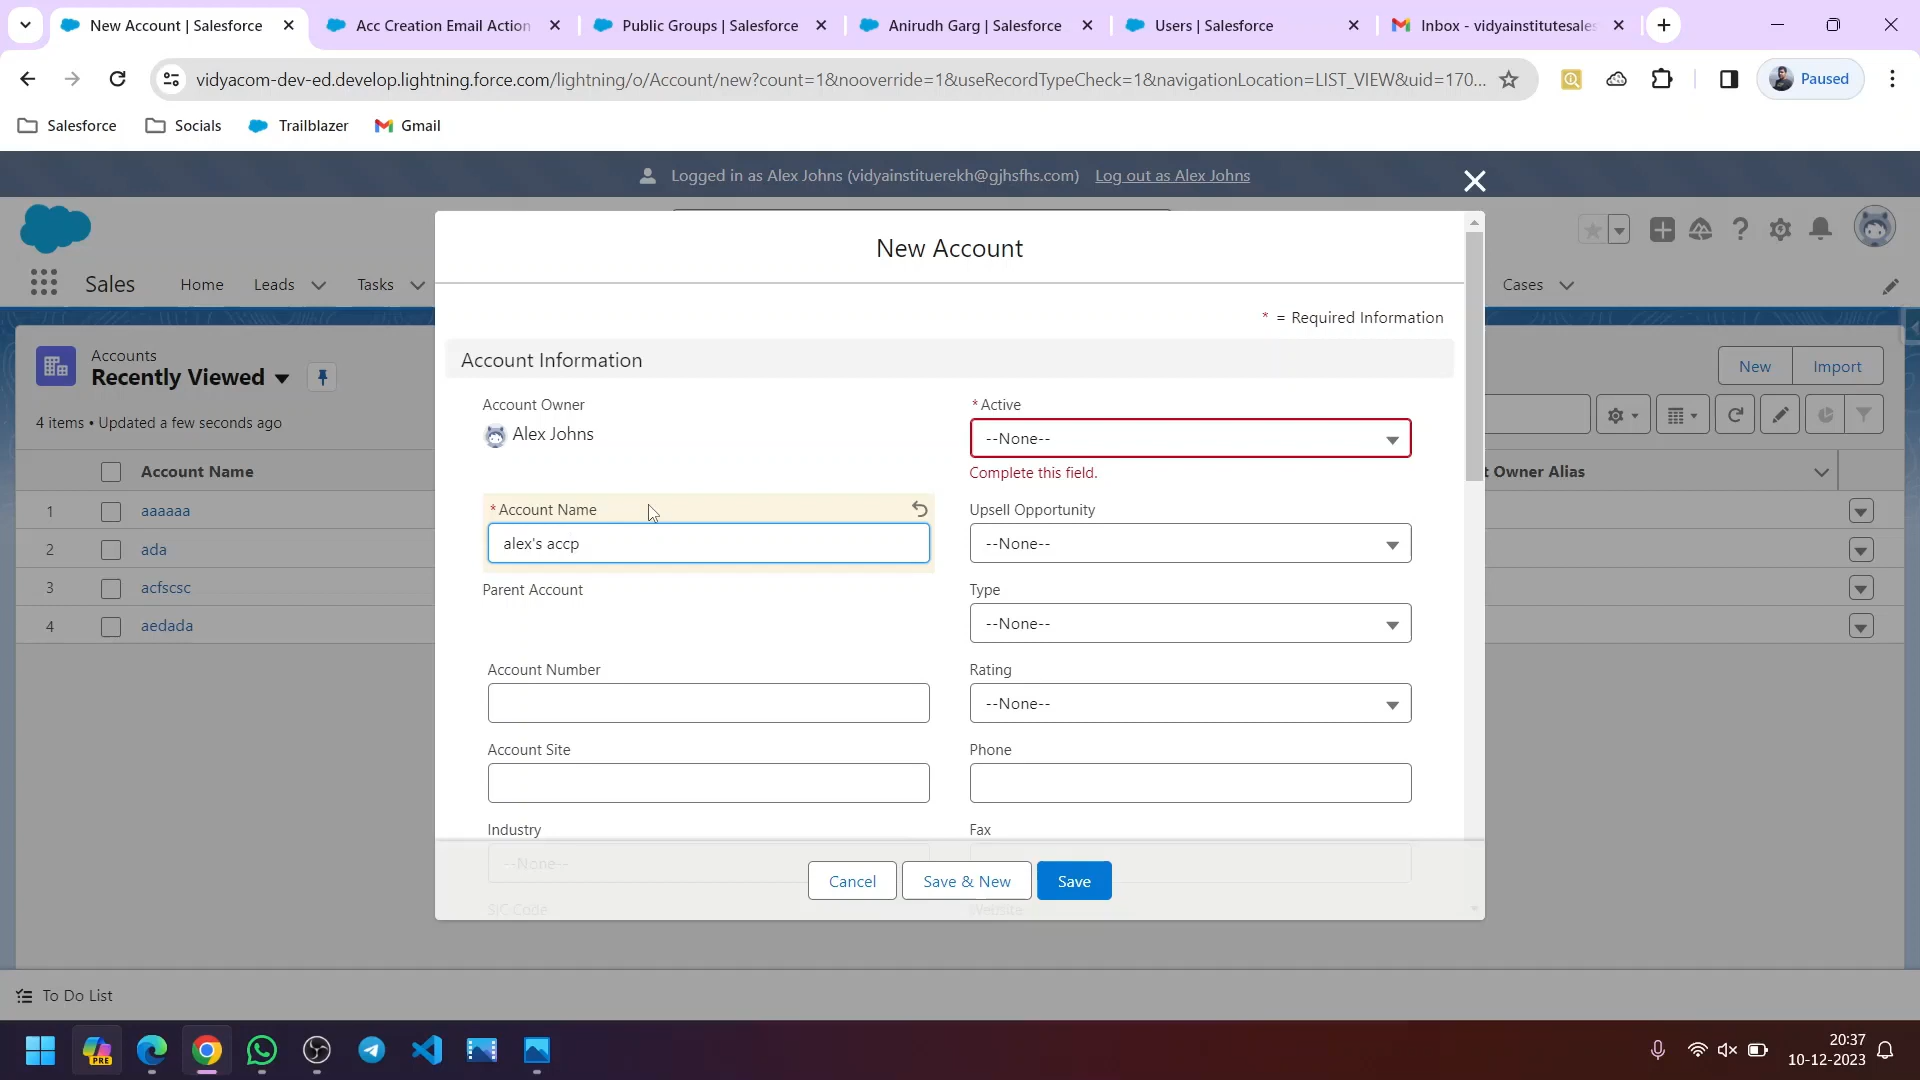 New Account | Salesforce
Acc Creation Email Action
Public Groups | Salesforce
Anirudh Garg | Salesforce
Users | Salesforce
Inbox - vidyainstitutesales
vidyacom-dev-ed.develop.lightning.force.com/lightning/o/Account/new?count=1&nooverride=1&useRecordTypeCheck=1&navigationLocation=LIST_VIEW&uid=170...
Paused
Salesforce
Socials
Trailblazer
Gmail
Logged in as Alex Johns (vidyainstituerekh@gjhsfhs.com) Log out as Alex Johns
Sales
Home
Leads
Tasks
Cases
New Account
* = Required Information
Account Information
Accounts
Recently Viewed
4 items • Updated a few seconds ago
New
Import
Account Name
t Owner Alias
1 aaaaaa
2 ada
3 acfscsc
4 aedada
Account Owner
Alex Johns
* Active
--None--
Complete this field.
* Account Name
alex's accp
Upsell Opportunity
--None--
Parent Account
Type
--None--
Account Number
Rating
--None--
Account Site
Phone
Industry
--None--
Fax
SIC Code
Website
Cancel
Save & New
Save
To Do List
PRE
20:37
10-12-2023